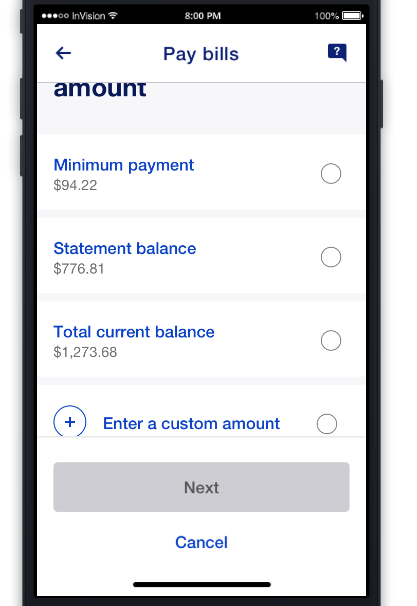 InVision 8:00 PM 100%
Pay bills ?
amount
Minimum payment
$94.22
Statement balance
$776.81
Total current balance
$1,273.68
+ Enter a custom amount
Next
Cancel